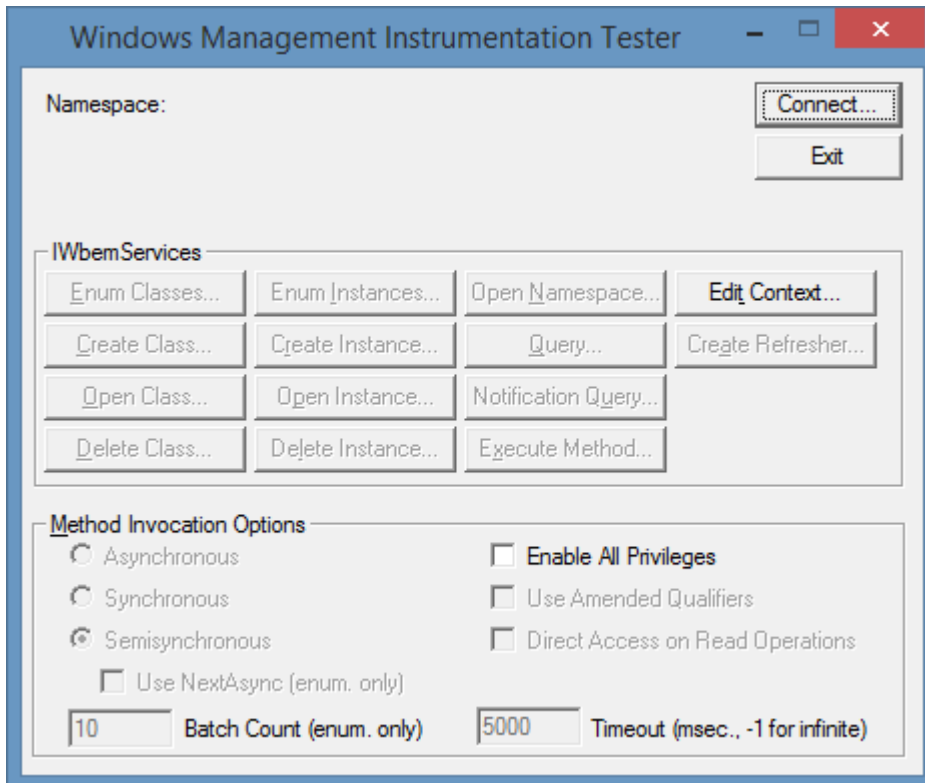 Windows Management Instrumentation Tester
Namespace:
Connect...
Exit
IWbemServices
Enum Classes... Enum Instances... Open Namespace... Edit Context...
Create Class... Create Instance... Query... Create Refresher...
Open Class... Open Instance... Notification Query...
Delete Class... Delete Instance... Execute Method...
Method Invocation Options
Asynchronous Enable All Privileges
Synchronous Use Amended Qualifiers
Semisynchronous Direct Access on Read Operations
Use NextAsync (enum. only)
10 Batch Count (enum. only) 5000 Timeout (msec., -1 for infinite)